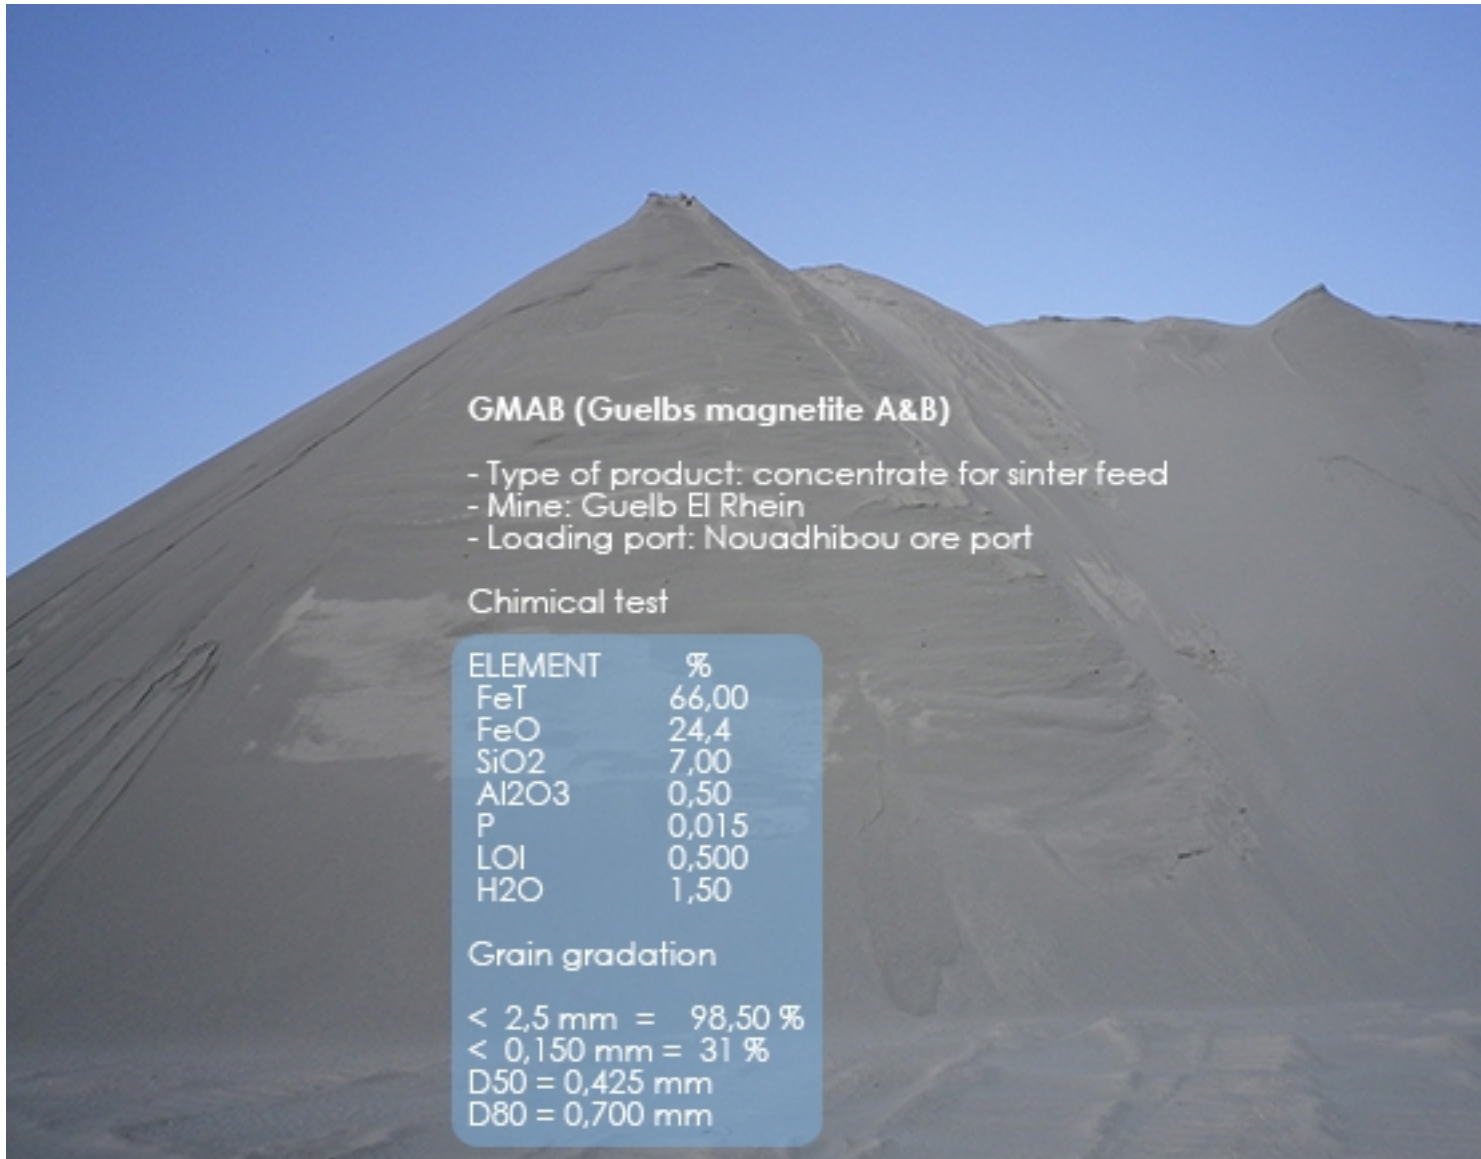 GMAB (Guelbs magnetite A&B)
- Type of product: concentrate for sinter feed
- Mine: Guelb El Rhein
- Loading port: Nouadhibou ore port
Chimical test
ELEMENT %
FeT 66,00
FeO 24,4
SiO2 7,00
Al2O3 0,50
P 0,015
LOI 0,500
H2O 1,50
Grain gradation
< 2,5 mm = 98,50 %
< 0,150 mm = 31 %
D50 = 0,425 mm
D80 = 0,700 mm